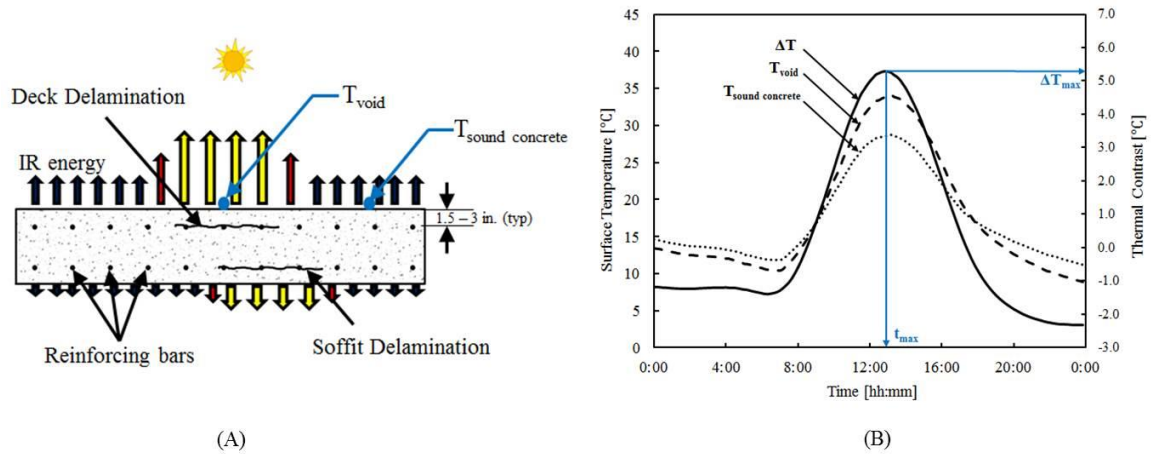 Deck Delamination
T_void
T_sound concrete
IR energy
1.5 – 3 in. (typ)
Reinforcing bars
Soffit Delamination
(A)
45
40
35
30
25
20
15
10
5
0
Surface Temperature [°C]
ΔT
T_void
T_sound concrete
ΔT_max
t_max
7.0
6.0
5.0
4.0
3.0
2.0
1.0
0.0
-1.0
-2.0
-3.0
Thermal Contrast [°C]
0:00 4:00 8:00 12:00 16:00 20:00 0:00
Time [hh:mm]
(B)